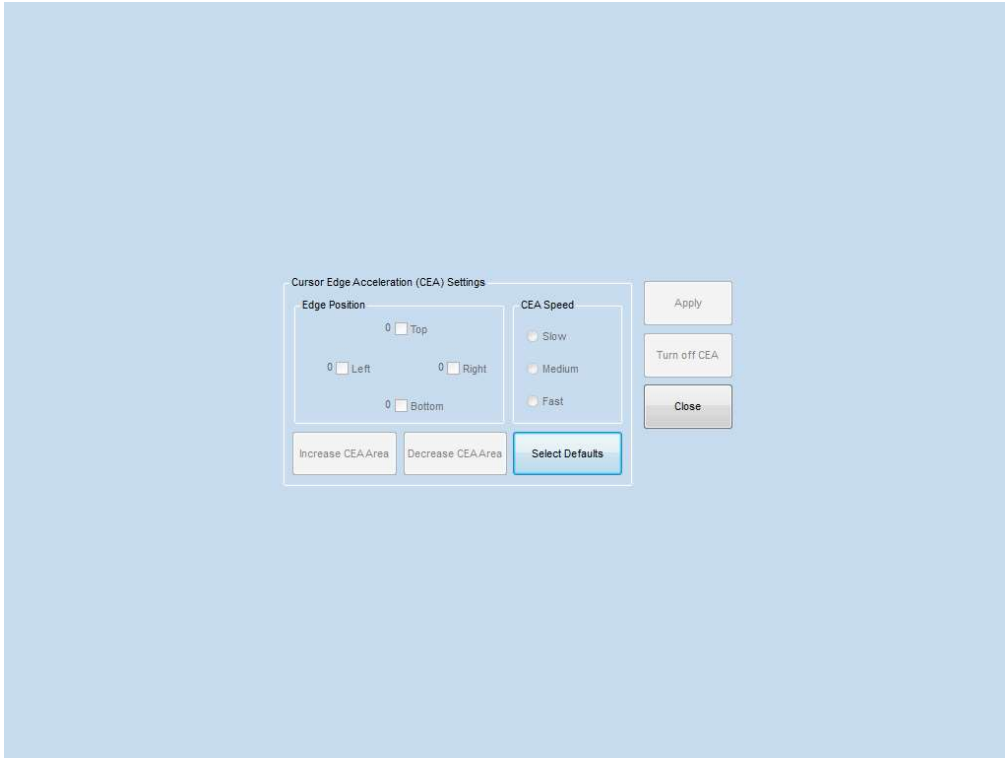 Cursor Edge Acceleration (CEA) Settings
Edge Position
0 Top
0 Left
0 Right
0 Bottom
CEA Speed
Slow
Medium
Fast
Increase CEA Area
Decrease CEA Area
Select Defaults
Apply
Turn off CEA
Close